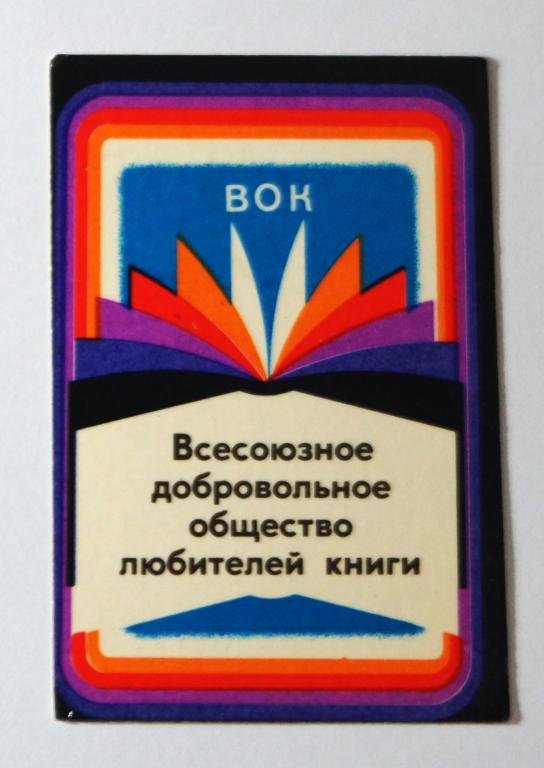 ВОК
Всесоюзное
добровольное
общество
любителей книги